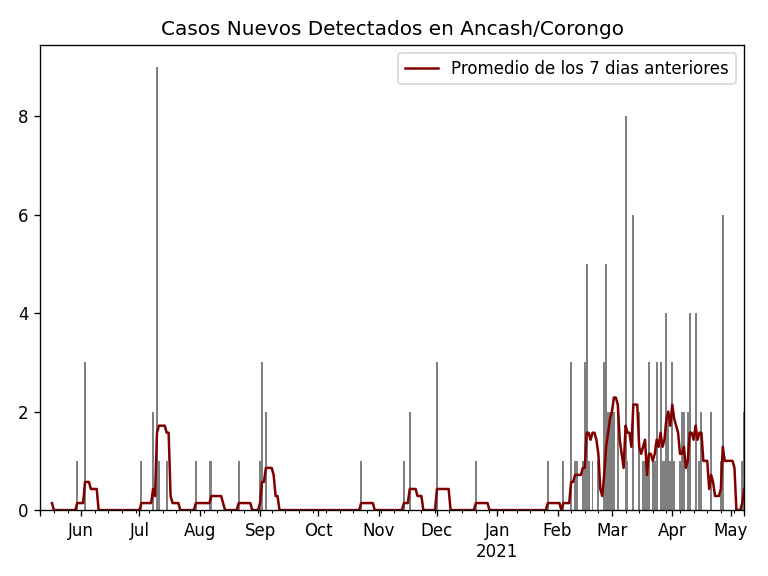 Casos Nuevos Detectados en Ancash/Corongo
Promedio de los 7 dias anteriores
8
6
4
2
0
Jun Jul Aug Sep Oct Nov Dec Jan Feb Mar Apr May
2021